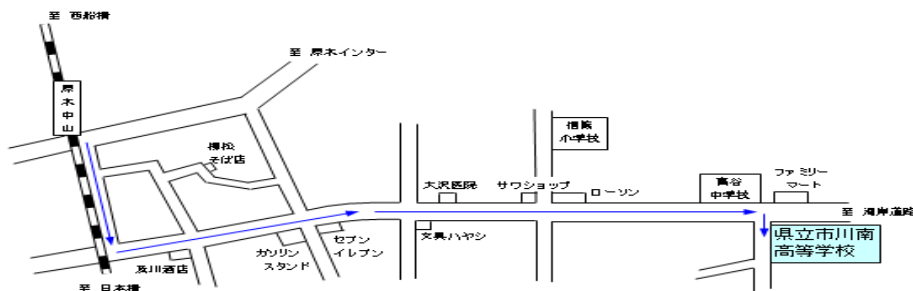 至 西船橋
至 原木インター
原木中山
柳松
そば店
信篤
小学校
大沢医院
サワショップ
ローソン
高谷
中学校
ファミリー
マート
至 湾岸道路
文具ハヤシ
セブン
イレブン
ガソリン
スタンド
及川酒店
至 日本橋
県立市川南
高等学校